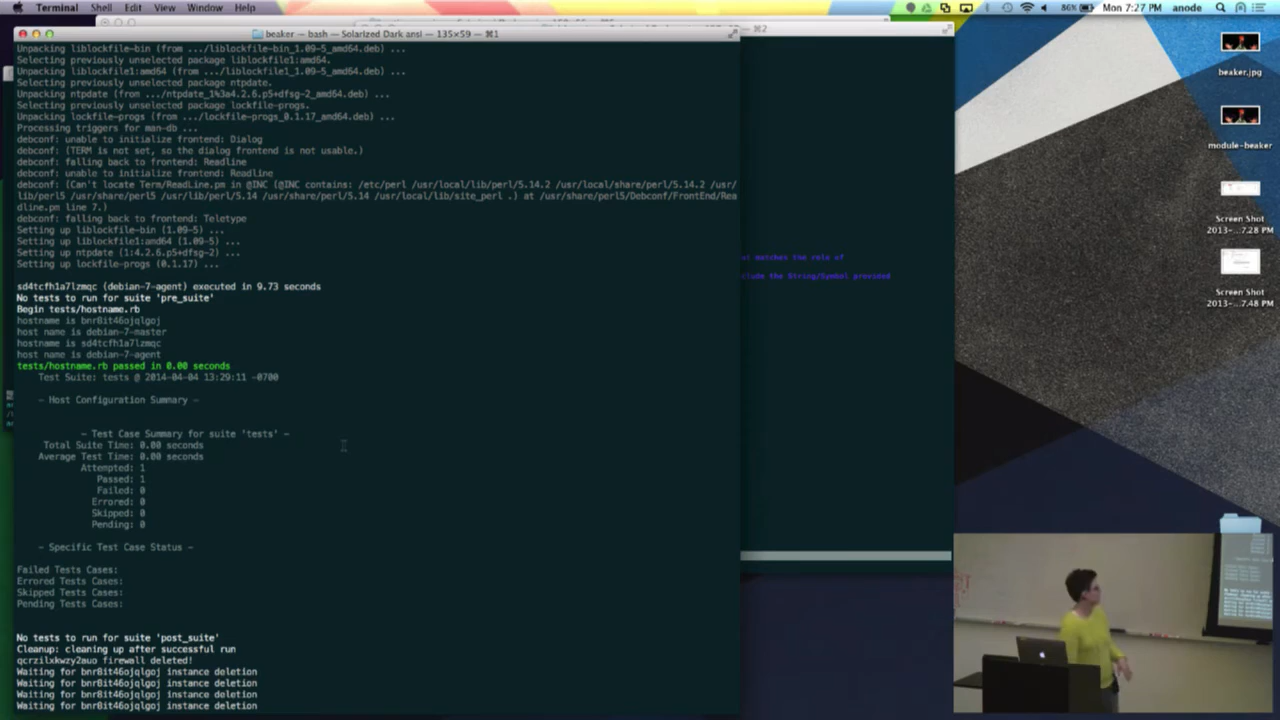 Terminal Shell Edit View Window Help
86% Mon 7:27 PM anode
beaker — bash — Solarized Dark ansi — 135×59 — ⌘1
⌘2
Unpacking liblockfile-bin (from .../liblockfile-bin_1.09-5_amd64.deb) ...
Selecting previously unselected package liblockfile1:amd64.
Unpacking liblockfile1:amd64 (from .../liblockfile1_1.09-5_amd64.deb) ...
Selecting previously unselected package ntpdate.
Unpacking ntpdate (from .../ntpdate_1%3a4.2.6.p5+dfsg-2_amd64.deb) ...
Selecting previously unselected package lockfile-progs.
Unpacking lockfile-progs (from .../lockfile-progs_0.1.17_amd64.deb) ...
Processing triggers for man-db ...
debconf: unable to initialize frontend: Dialog
debconf: (TERM is not set, so the dialog frontend is not usable.)
debconf: falling back to frontend: Readline
debconf: unable to initialize frontend: Readline
debconf: (Can't locate Term/ReadLine.pm in @INC (@INC contains: /etc/perl /usr/local/lib/perl/5.14.2 /usr/local/share/perl/5.14.2 /usr/
lib/perl5 /usr/share/perl5 /usr/lib/perl/5.14 /usr/share/perl/5.14 /usr/local/lib/site_perl .) at /usr/share/perl5/Debconf/FrontEnd/Rea
dline.pm line 7.)
debconf: falling back to frontend: Teletype
Setting up liblockfile-bin (1.09-5) ...
Setting up liblockfile1:amd64 (1.09-5) ...
Setting up ntpdate (1:4.2.6.p5+dfsg-2) ...
Setting up lockfile-progs (0.1.17) ...
sd4tcfh1a7lzmqc (debian-7-agent) executed in 9.73 seconds
No tests to run for suite 'pre_suite'
Begin tests/hostname.rb
hostname is bnr8it46ojqlgoj
host name is debian-7-master
hostname is sd4tcfh1a7lzmqc
host name is debian-7-agent
tests/hostname.rb passed in 0.00 seconds
Test Suite: tests @ 2014-04-04 13:29:11 -0700
- Host Configuration Summary -
- Test Case Summary for suite 'tests' -
Total Suite Time: 0.00 seconds
Average Test Time: 0.00 seconds
Attempted: 1
Passed: 1
Failed: 0
Errored: 0
Skipped: 0
Pending: 0
- Specific Test Case Status -
Failed Tests Cases:
Errored Tests Cases:
Skipped Tests Cases:
Pending Tests Cases:
No tests to run for suite 'post_suite'
Cleanup: cleaning up after successful run
qcrzilxkwzy2auo firewall deleted!
Waiting for bnr8it46ojqlgoj instance deletion
Waiting for bnr8it46ojqlgoj instance deletion
Waiting for bnr8it46ojqlgoj instance deletion
Waiting for bnr8it46ojqlgoj instance deletion
matches the role of
the String/Symbol provided
beaker.jpg
module-beaker
Screen Shot
2013-...7.28 PM
Screen Shot
2013-...7.48 PM